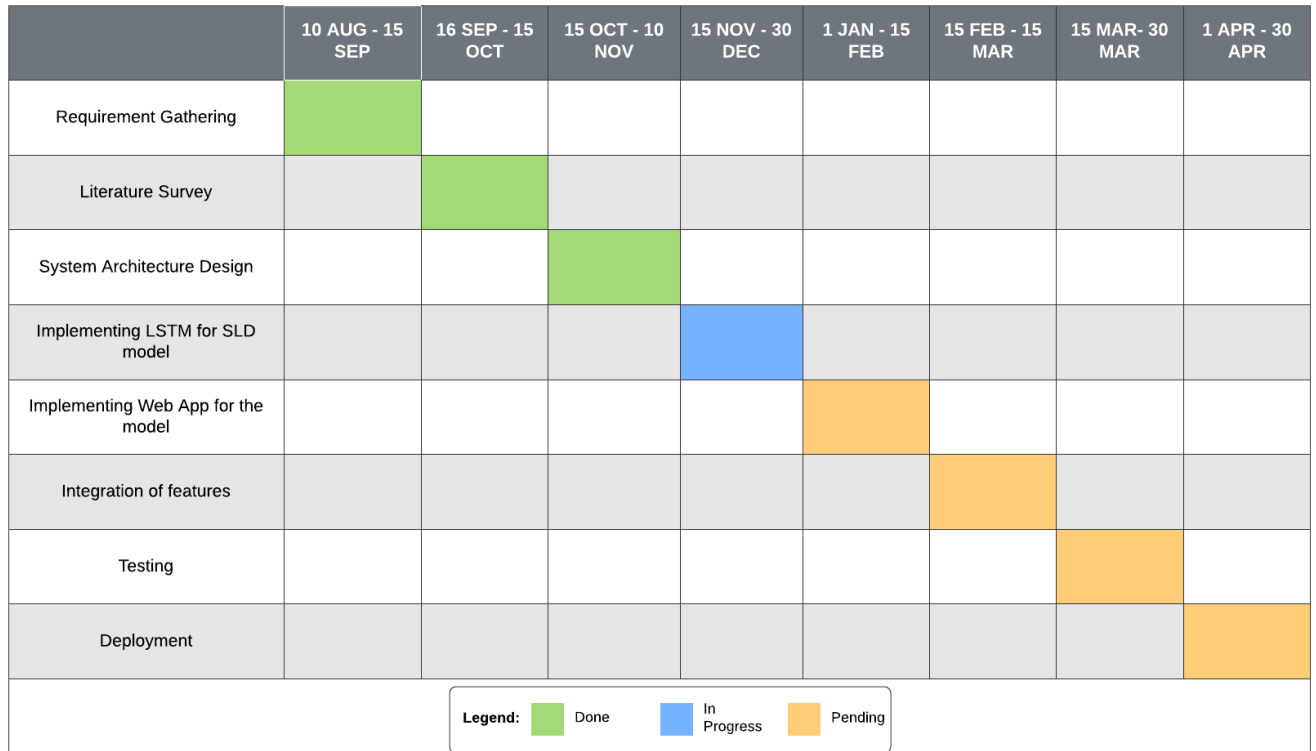 10 AUG - 15
SEP
16 SEP - 15
OCT
15 OCT - 10
NOV
15 NOV - 30
DEC
1 JAN - 15
FEB
15 FEB - 15
MAR
15 MAR- 30
MAR
1 APR - 30
APR
Requirement Gathering
Literature Survey
System Architecture Design
Implementing LSTM for SLD
model
Implementing Web App for the
model
Integration of features
Testing
Deployment
Legend:
Done
In
Progress
Pending